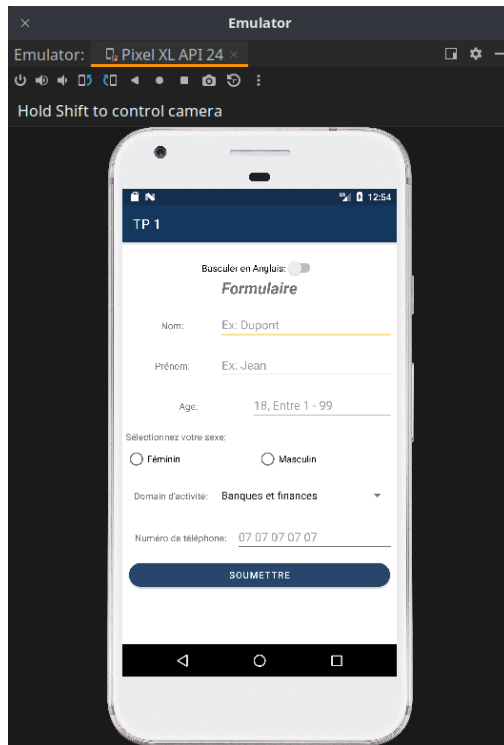 Emulator
Emulator: Pixel XL API 24
Hold Shift to control camera
12:54
TP 1
Basculer en Anglais:
Formulaire
Nom: Ex: Dupont
Prénom: Ex: Jean
Age: 18, Entre 1 - 99
Sélectionnez votre sexe:
Féminin Masculin
Domain d'activite: Banques et finances
Numéro de téléphone: 07 07 07 07 07
SOUMETTRE